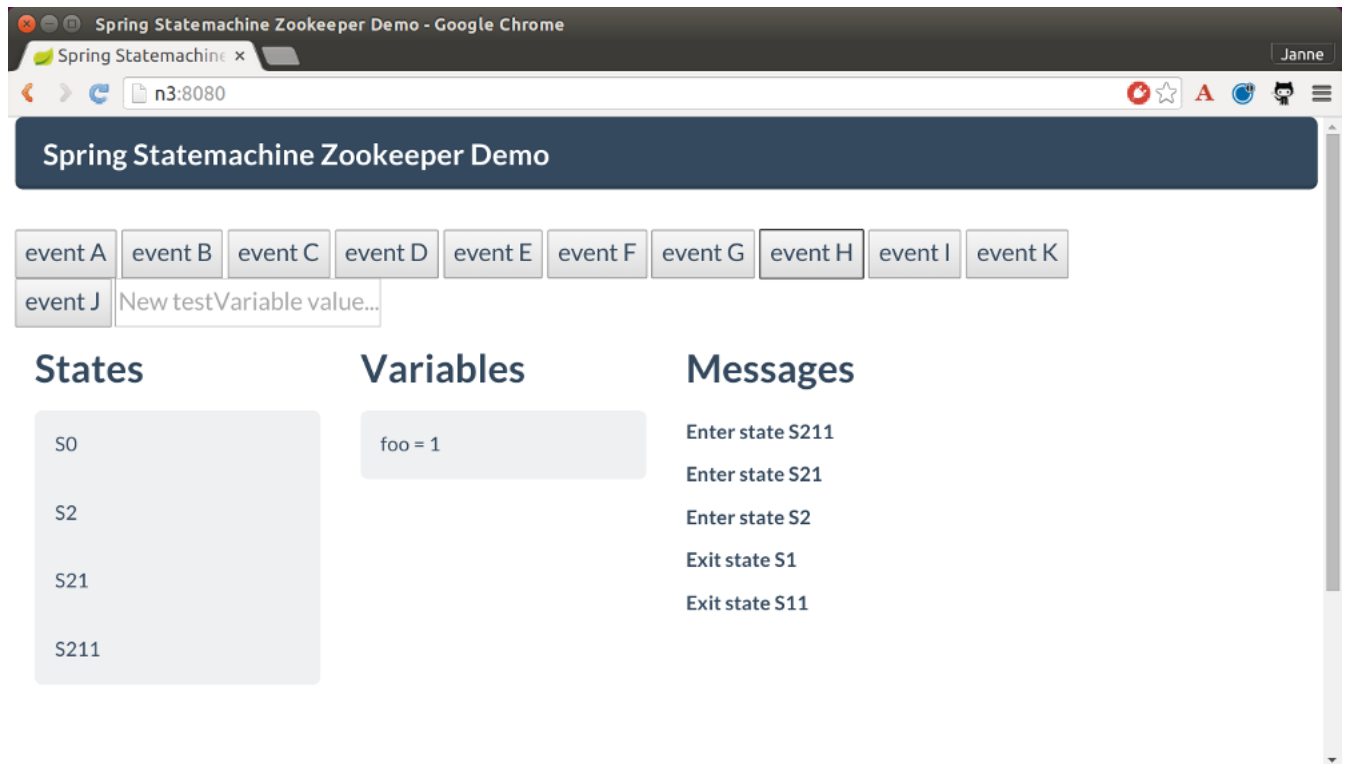 Spring Statemachine Zookeeper Demo - Google Chrome
Spring Statemachine × Janne
n3:8080 A
Spring Statemachine Zookeeper Demo
event A event B event C event D event E event F event G event H event I event K
event J New testVariable value...
States Variables Messages
S0 foo = 1 Enter state S211
Enter state S21
S2 Enter state S2
Exit state S1
S21 Exit state S11
S211